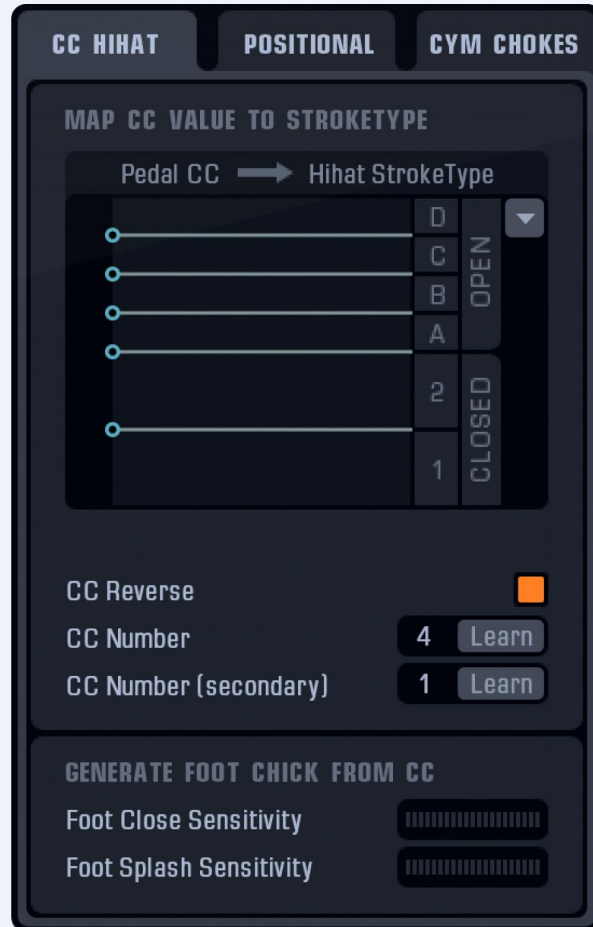 CC HIHAT POSITIONAL CYM CHOKES
MAP CC VALUE TO STROKETYPE
Pedal CC Hihat StrokeType
D
C
B
A
OPEN
2
1
CLOSED
CC Reverse
CC Number 4 Learn
CC Number (secondary) 1 Learn
GENERATE FOOT CHICK FROM CC
Foot Close Sensitivity
Foot Splash Sensitivity